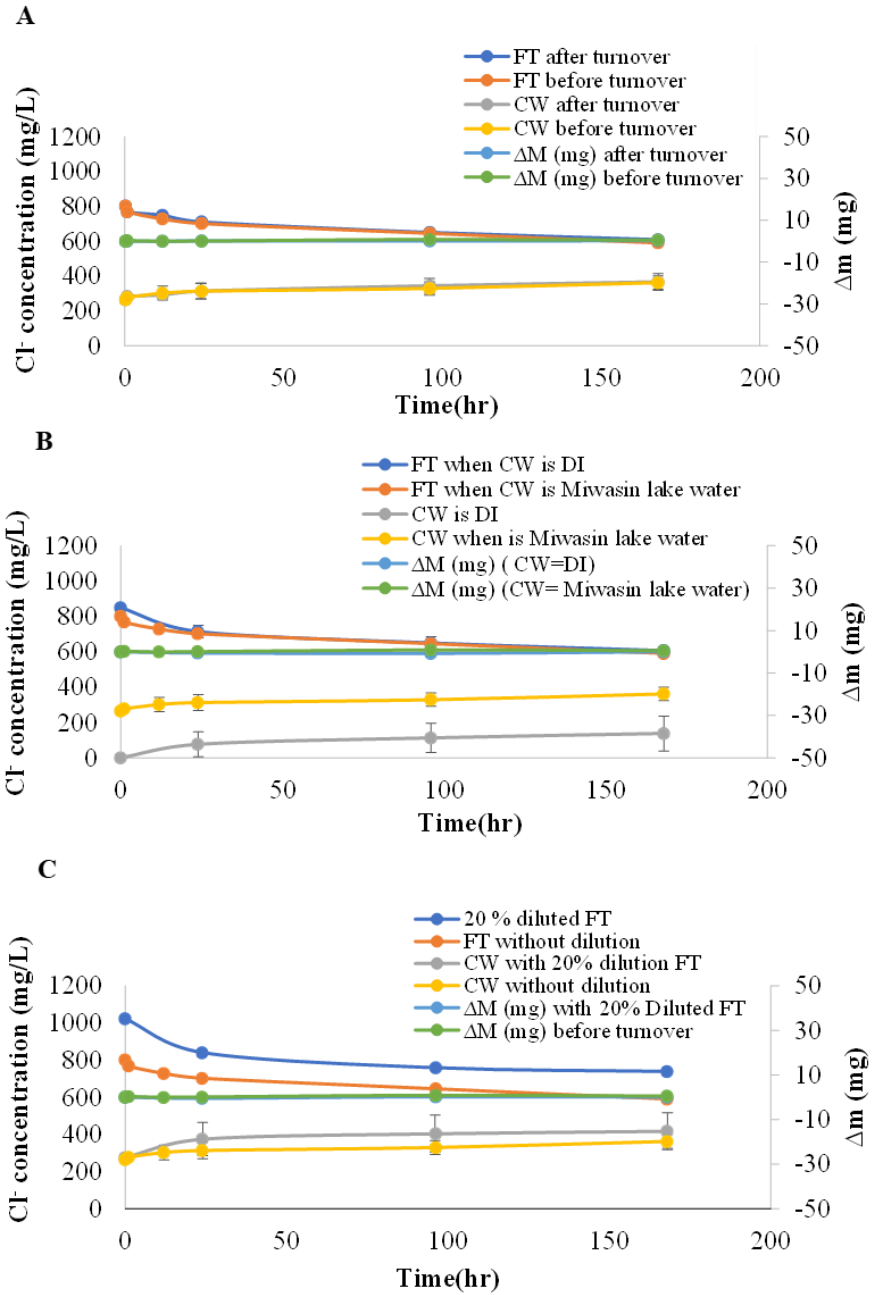 A
FT after turnover
FT before turnover
CW after turnover
CW before turnover
ΔM (mg) after turnover
ΔM (mg) before turnover
Cl- concentration (mg/L)
1200
1000
800
600
400
200
0
50
30
10
-10
-30
-50
Δm (mg)
0
50
100
150
200
Time(hr)
B
FT when CW is DI
FT when CW is Miwasin lake water
CW is DI
CW when is Miwasin lake water
ΔM (mg) ( CW=DI)
ΔM (mg) (CW= Miwasin lake water)
Cl- concentration (mg/L)
1200
1000
800
600
400
200
0
50
30
10
-10
-30
-50
Δm (mg)
0
50
100
150
200
Time(hr)
C
20 % diluted FT
FT without dilution
CW with 20% dilution FT
CW without dilution
ΔM (mg) with 20% Diluted FT
ΔM (mg) before turnover
Cl- concentration (mg/L)
1200
1000
800
600
400
200
0
50
30
10
-10
-30
-50
Δm (mg)
0
50
100
150
200
Time(hr)